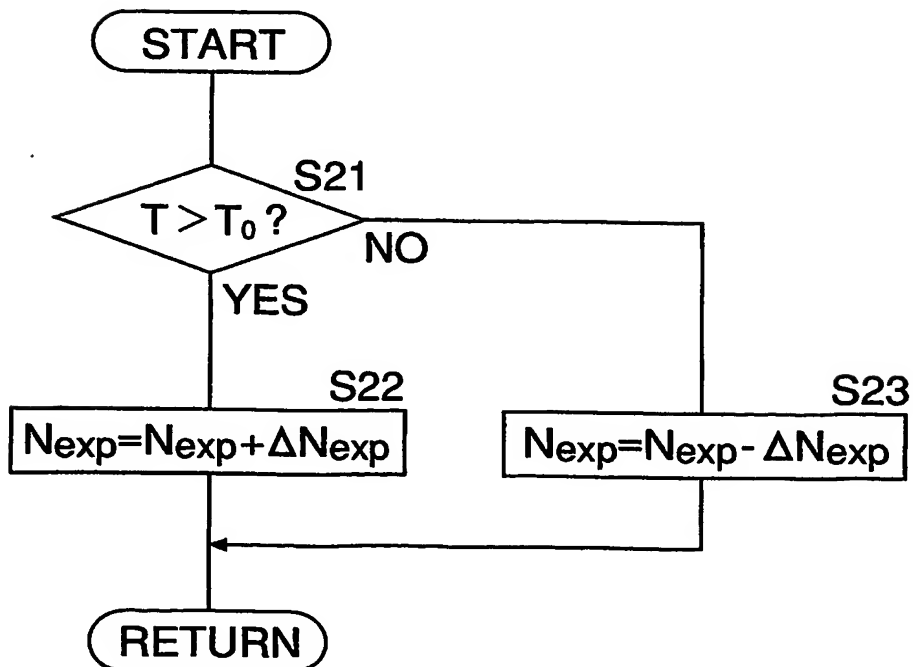 START
S21
T > T₀ ?
NO
YES
S22
Nexp=Nexp+ΔNexp
S23
Nexp=Nexp-ΔNexp
RETURN